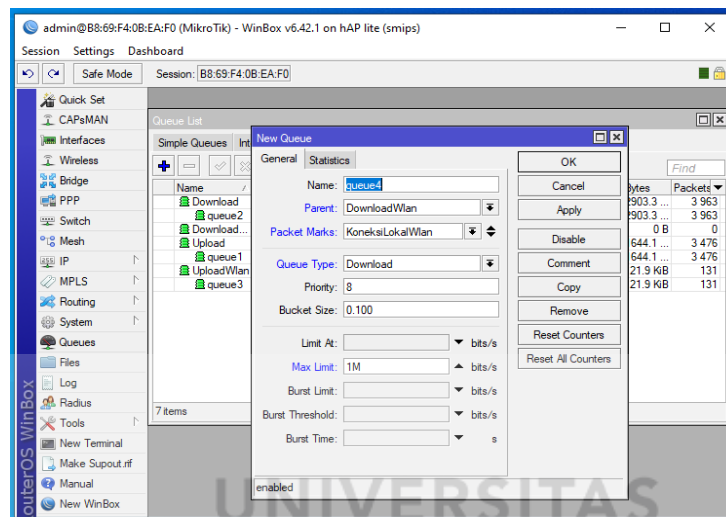 admin@B8:69:F4:0B:EA:F0 (MikroTik) - WinBox v6.42.1 on hAP lite (smips)
Session Settings Dashboard
Safe Mode Session: B8:69:F4:0B:EA:F0
Quick Set
CAPsMAN
Interfaces
Wireless
Bridge
PPP
Switch
Mesh
IP
MPLS
Routing
System
Queues
Files
Log
Radius
Tools
New Terminal
Make Supout.rif
Manual
New WinBox
outerOS WinBox
Queue List
Simple Queues Int
Find
Name Bytes Packets
Download 2903.3 ... 3 963
queue2 2903.3 ... 3 963
Download... 0 B 0
Upload 644.1 ... 3 476
queue1 644.1 ... 3 476
UploadWlan 21.9 KiB 131
queue3 21.9 KiB 131
7 items
New Queue
General Statistics
Name: queue4
Parent: DownloadWlan
Packet Marks: KoneksiLokalWlan
Queue Type: Download
Priority: 8
Bucket Size: 0.100
Limit At: bits/s
Max Limit: 1M bits/s
Burst Limit: bits/s
Burst Threshold: bits/s
Burst Time: s
enabled
OK
Cancel
Apply
Disable
Comment
Copy
Remove
Reset Counters
Reset All Counters
UNIVERSITAS